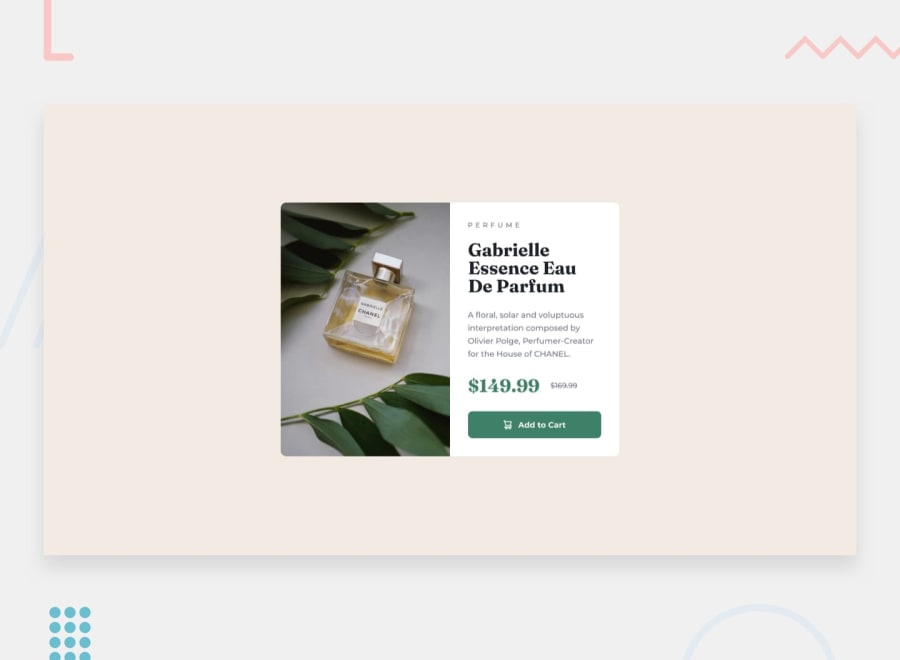 GABRIELLE
CHANEL
PERFUME
Gabrielle
Essence Eau
De Parfum
A floral, solar and voluptuous
interpretation composed by
Olivier Polge, Perfumer-Creator
for the House of CHANEL.
$149.99 $169.99
Add to Cart